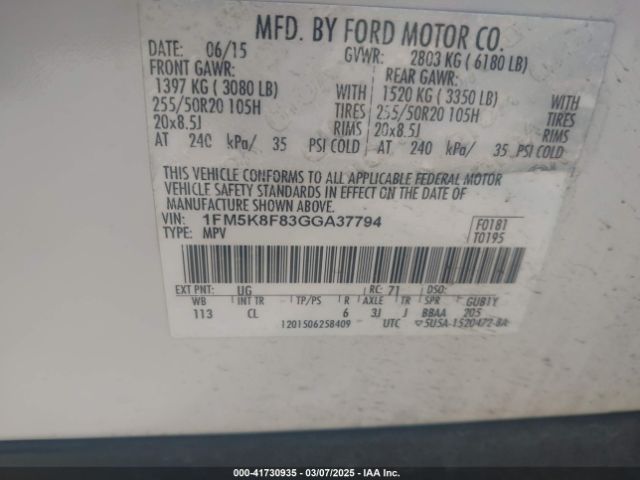 MFD. BY FORD MOTOR CO.
DATE: 06/15 GVWR: 2803 KG ( 6180 LB)
FRONT GAWR: REAR GAWR:
1397 KG ( 3080 LB) WITH 1520 KG ( 3350 LB) WITH
255/50R20 105H TIRES 255/50R20 105H TIRES
20x8.5J RIMS 20x8.5J RIMS
AT 240 kPa/ 35 PSI COLD AT 240 kPa/ 35 PSI COLD
THIS VEHICLE CONFORMS TO ALL APPLICABLE FEDERAL MOTOR
VEHICLE SAFETY STANDARDS IN EFFECT ON THE DATE OF
MANUFACTURE SHOWN ABOVE.
VIN: 1FM5K8F83GGA37794 F0181
TYPE: MPV T0195
EXT PNT: UG RC: 71 DSO:
WB INT TR TP/PS R AXLE TR SPR GUB1Y
113 CL 6 3J J BBAA 205
1201506258409 UTC 5U5A-1520472-BA
Stock #: 41730935 - 03/07/2025 - IAA Inc.